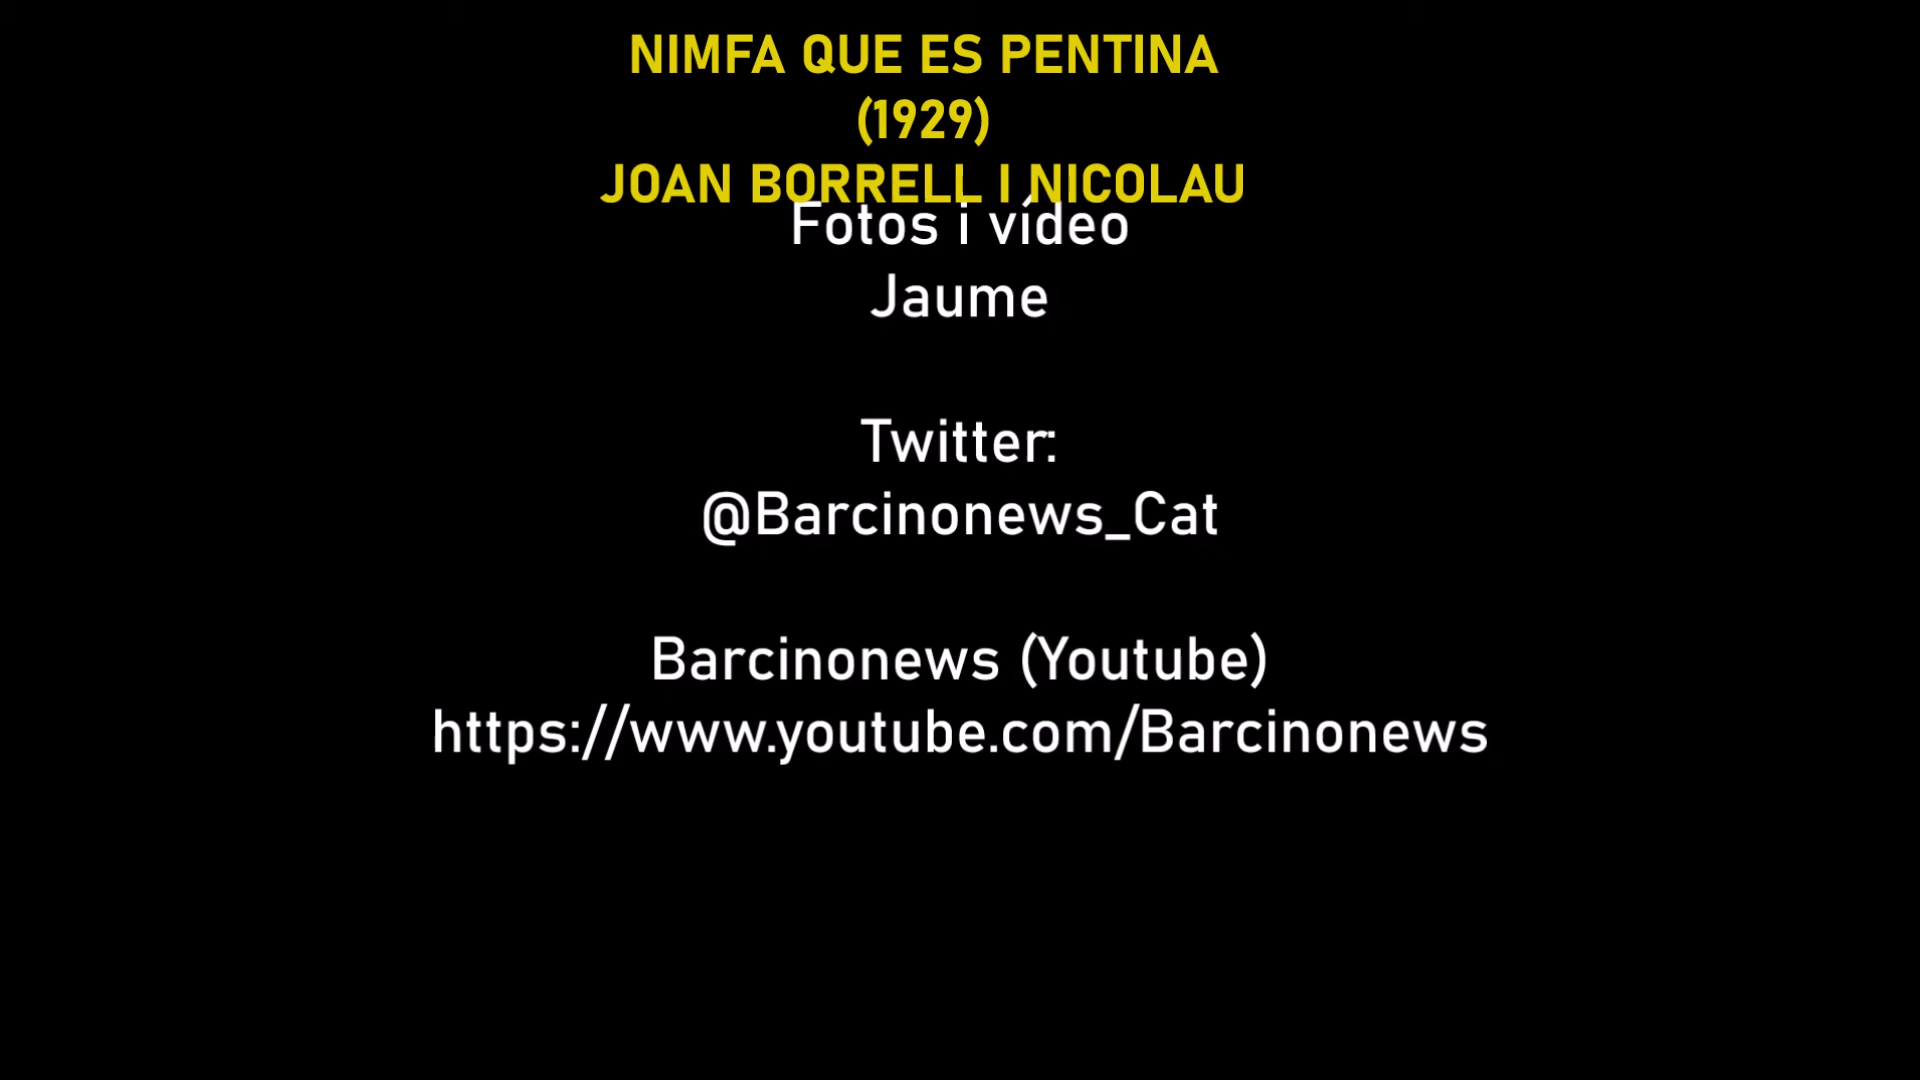 NIMFA QUE ES PENTINA
(1929)
JOAN BORRELL I NICOLAU
Fotos i vídeo
Jaume
Twitter:
@Barcinonews_Cat
Barcinonews (Youtube)
https://www.youtube.com/Barcinonews